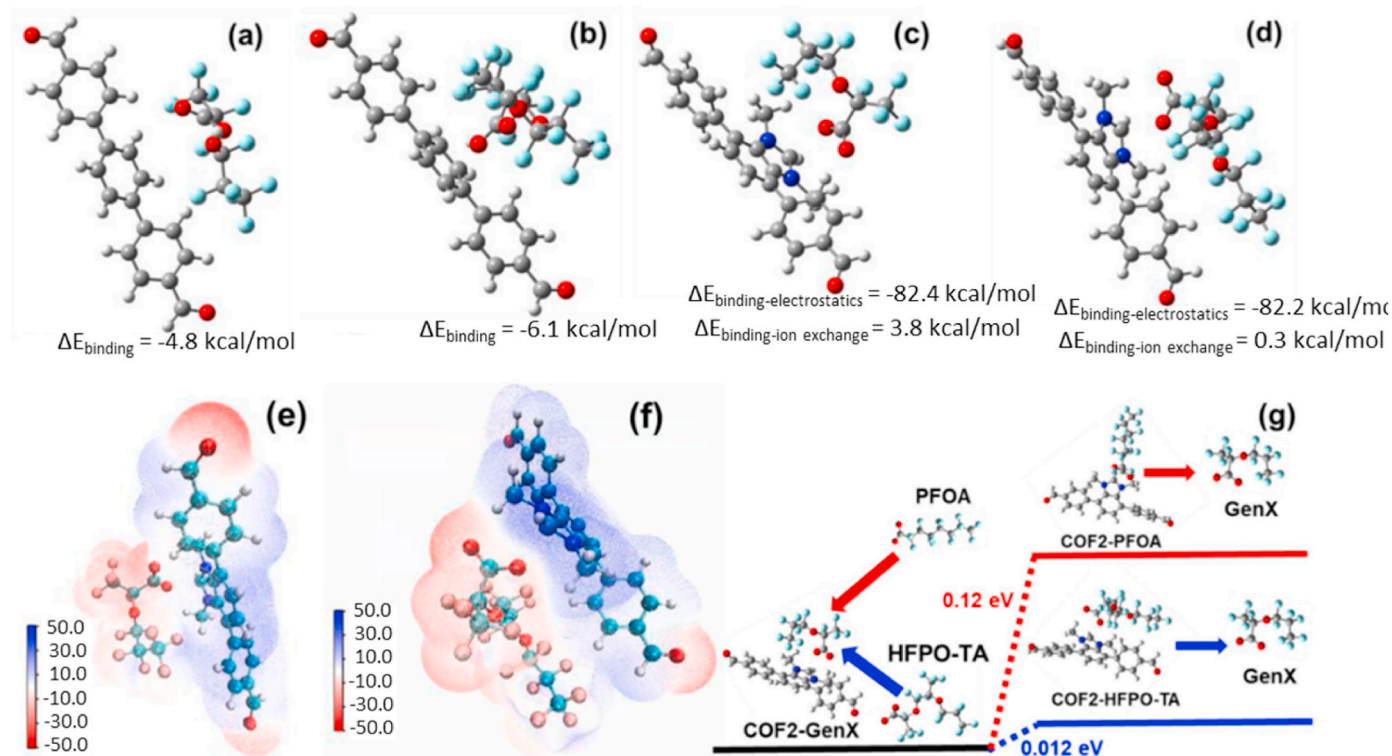 (a)
(b)
(c)
(d)
ΔEbinding = -4.8 kcal/mol
ΔEbinding = -6.1 kcal/mol
ΔEbinding-electrostatics = -82.4 kcal/mol
ΔEbinding-ion exchange = 3.8 kcal/mol
ΔEbinding-electrostatics = -82.2 kcal/mo
ΔEbinding-ion exchange = 0.3 kcal/mol
(e)
50.0
30.0
10.0
-10.0
-30.0
-50.0
(f)
50.0
30.0
10.0
-10.0
-30.0
-50.0
(g)
PFOA
HFPO-TA
COF2-GenX
0.12 eV
COF2-PFOA
GenX
COF2-HFPO-TA
GenX
0.012 eV